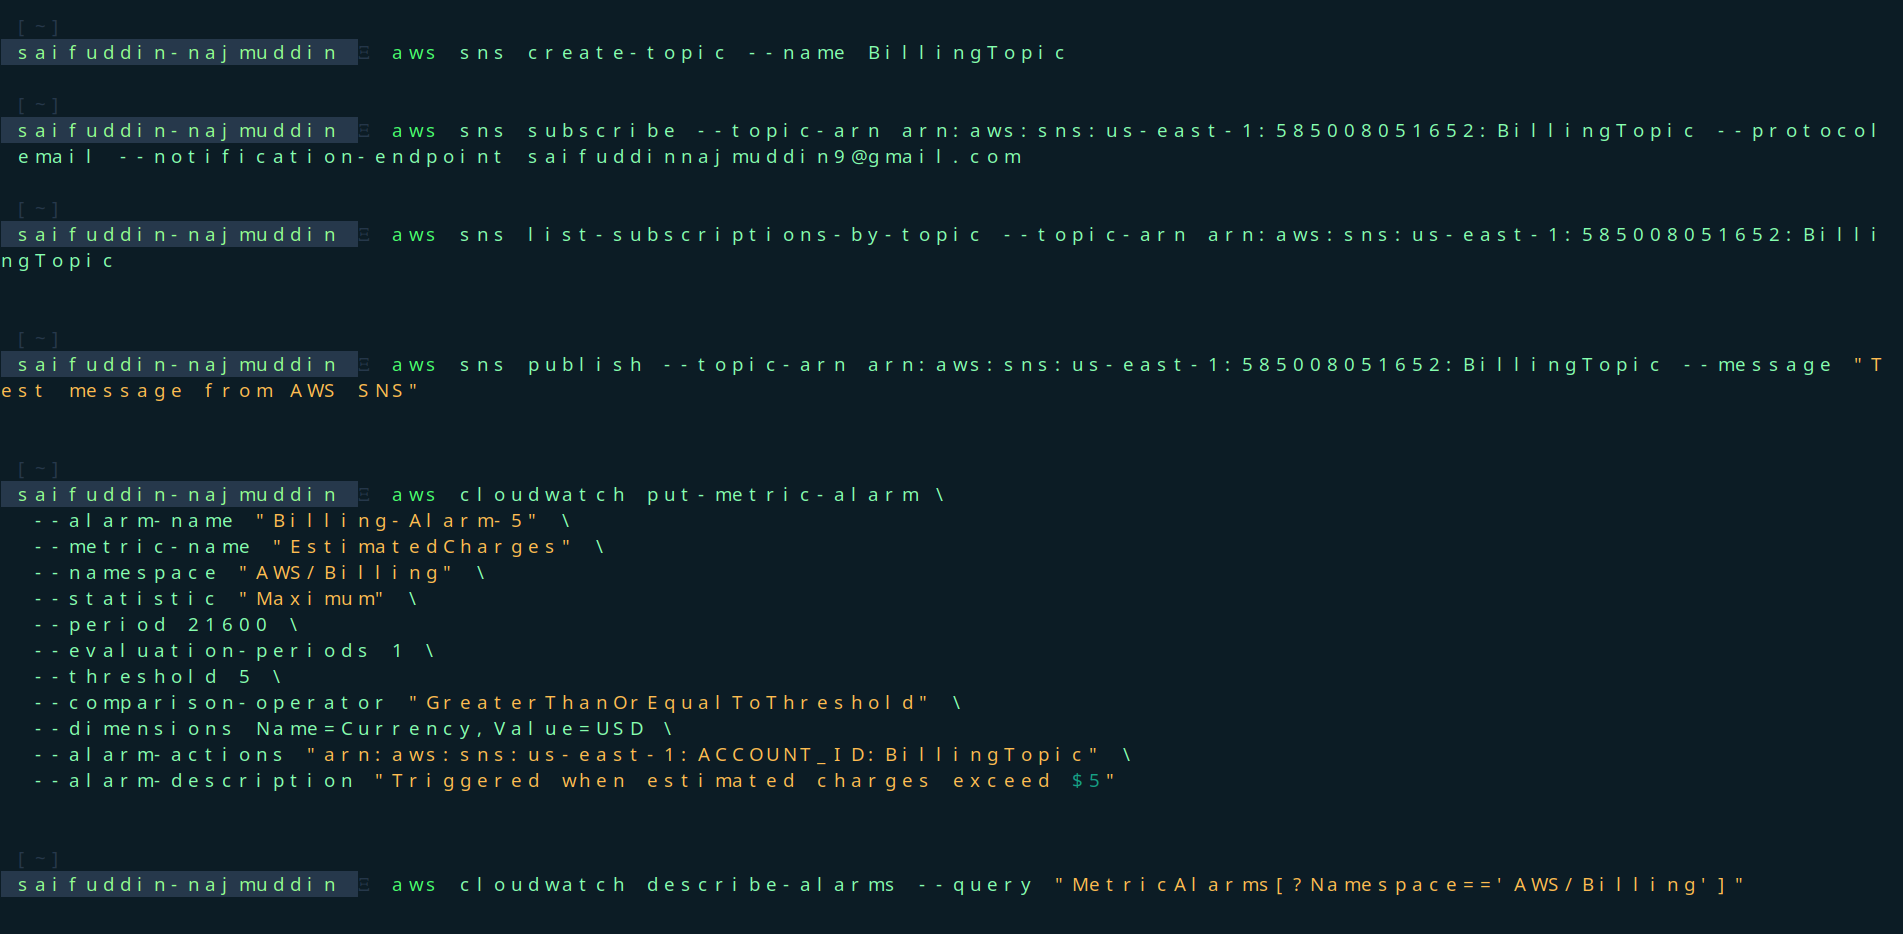 [~]
saifuddin-najmuddin  aws sns create-topic --name BillingTopic
[~]
saifuddin-najmuddin  aws sns subscribe --topic-arn arn:aws:sns:us-east-1:585008051652:BillingTopic --protocol
email --notification-endpoint saifuddinnajmuddin9@gmail.com
[~]
saifuddin-najmuddin  aws sns list-subscriptions-by-topic --topic-arn arn:aws:sns:us-east-1:585008051652:Billi
ngTopic
[~]
saifuddin-najmuddin  aws sns publish --topic-arn arn:aws:sns:us-east-1:585008051652:BillingTopic --message "T
est message from AWS SNS"
[~]
saifuddin-najmuddin  aws cloudwatch put-metric-alarm \
--alarm-name "Billing-Alarm-5" \
--metric-name "EstimatedCharges" \
--namespace "AWS/Billing" \
--statistic "Maximum" \
--period 21600 \
--evaluation-periods 1 \
--threshold 5 \
--comparison-operator "GreaterThanOrEqualToThreshold" \
--dimensions Name=Currency,Value=USD \
--alarm-actions "arn:aws:sns:us-east-1:ACCOUNT_ID:BillingTopic" \
--alarm-description "Triggered when estimated charges exceed $5"
[~]
saifuddin-najmuddin  aws cloudwatch describe-alarms --query "MetricAlarms[?Namespace=='AWS/Billing']"